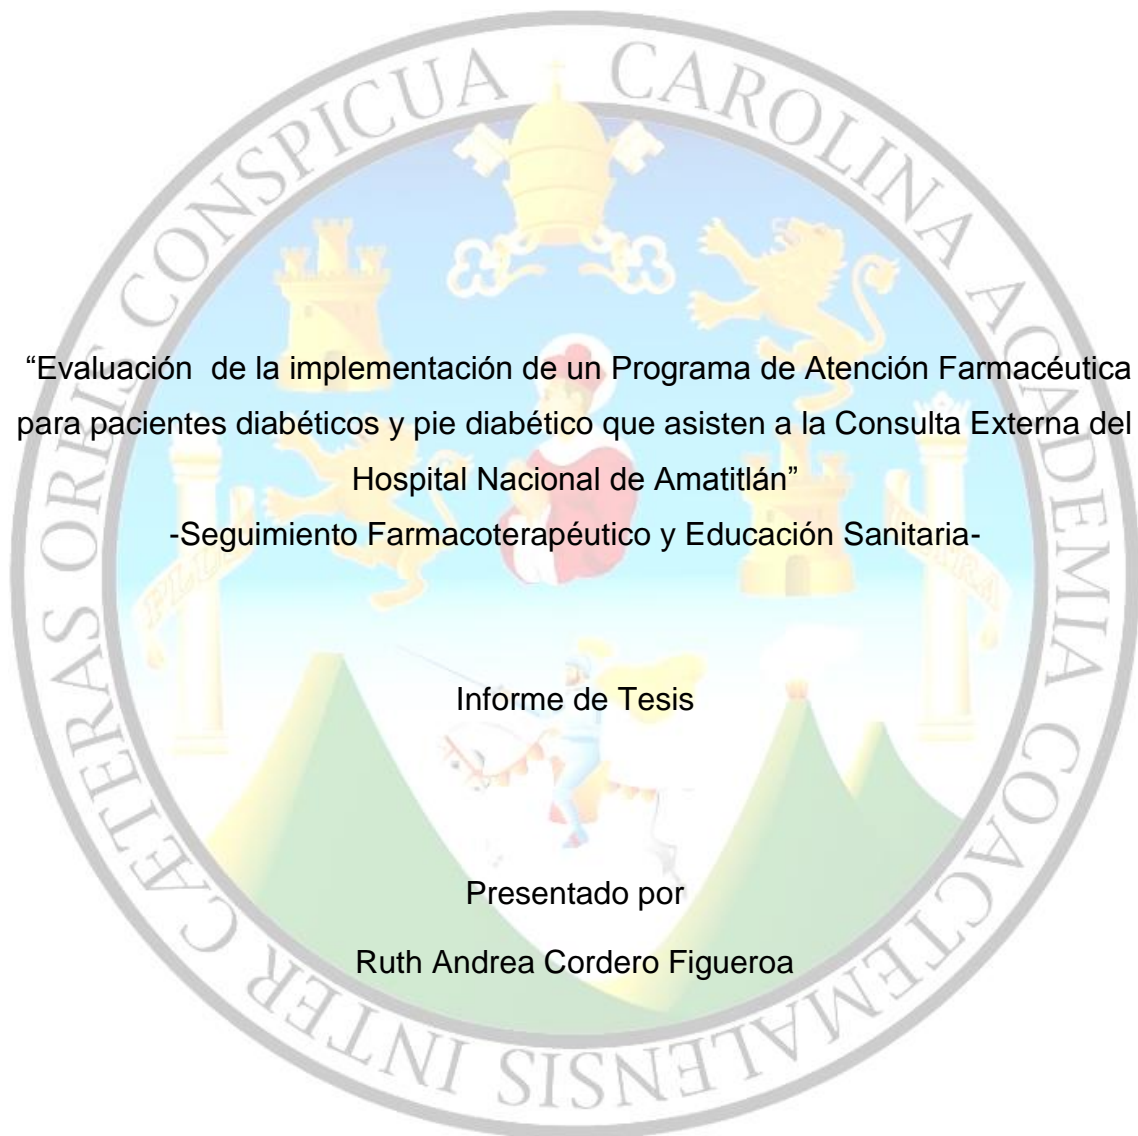 CAROLINA ACADEMIA COACTEMALENSIS INTER CÆTERAS ORBIS CONSPICUA
“Evaluación  de la implementación de un Programa de Atención Farmacéutica
para pacientes diabéticos y pie diabético que asisten a la Consulta Externa del
Hospital Nacional de Amatitlán”
-Seguimiento Farmacoterapéutico y Educación Sanitaria-
Informe de Tesis
Presentado por
Ruth Andrea Cordero Figueroa